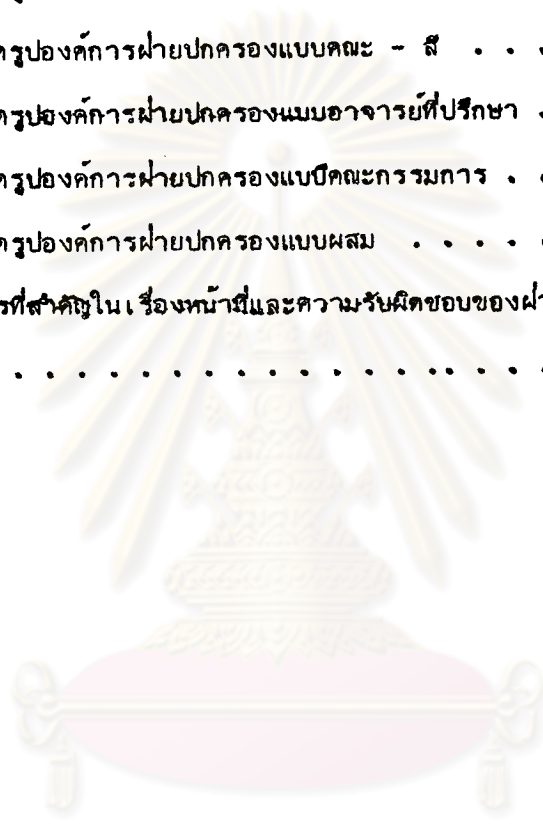 ครูปองค์การฝ่ายปกครองแบบคณะ - สี . . .
ครูปองค์การฝ่ายปกครองแบบอาจารย์ที่ปรึกษา .
ครูปองค์การฝ่ายปกครองแบบคณะกรรมการ . .
ครูปองค์การฝ่ายปกครองแบบผสม . . . . .
รที่สำคัญในเรื่องหน้าที่และความรับผิดชอบของฝ่
. . . . . . . . . . . . . . . . . .